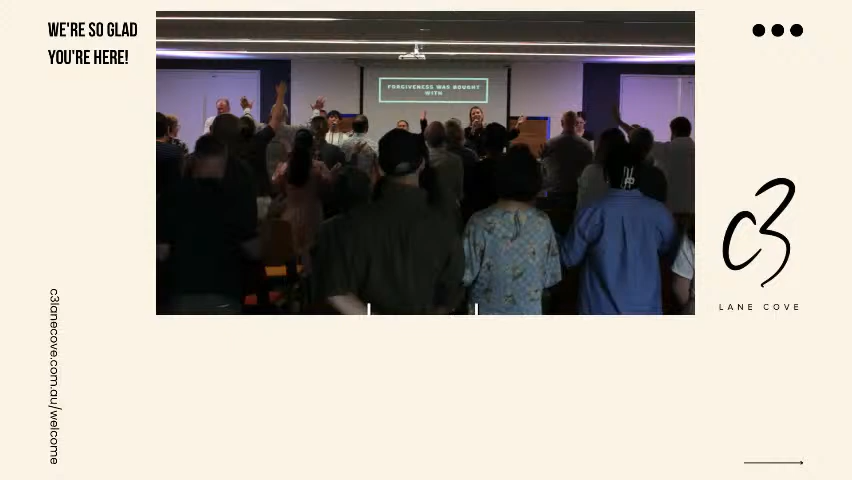 WE'RE SO GLAD
YOU'RE HERE!
FORGIVENESS WAS BOUGHT
WITH
c3
LANE COVE
c3lanecove.com.au/welcome